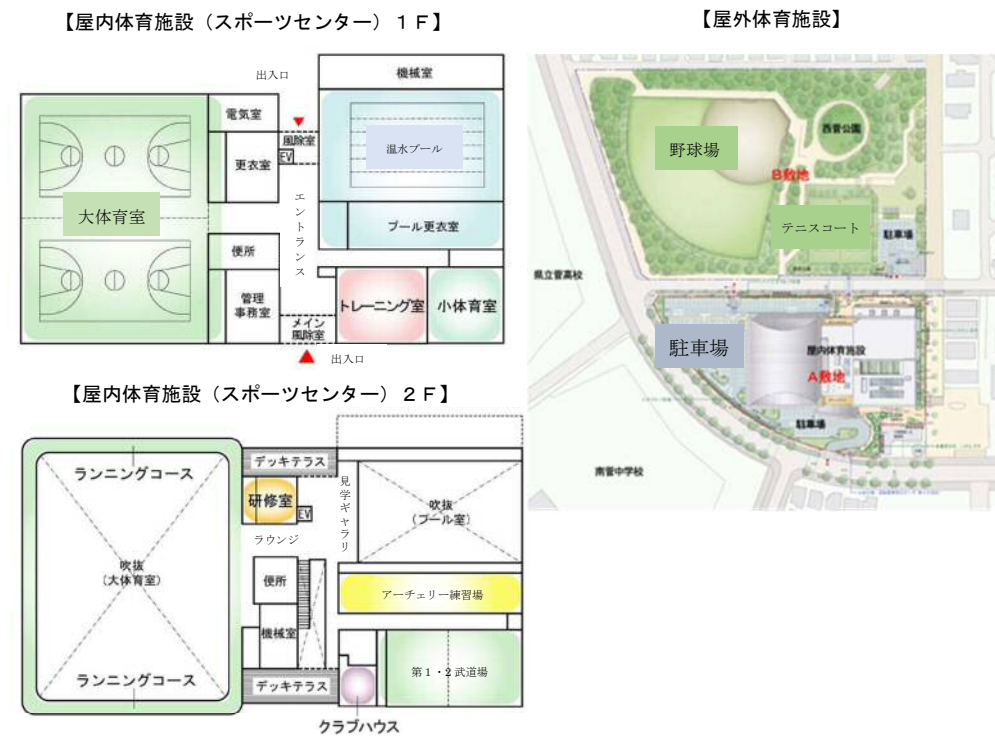 【屋内体育施設（スポーツセンター）１Ｆ】
出入口
機械室
電気室
風除室
EV
更衣室
温水プール
エントランス
大体育室
プール更衣室
便所
管理
事務室
トレーニング室
小体育室
メイン
風除室
出入口
【屋内体育施設（スポーツセンター）２Ｆ】
デッキテラス
ランニングコース
研修室
EV
見学ギャラリ
吹抜
(プール室)
ラウンジ
吹抜
(大体育室)
便所
アーチェリー練習場
機械室
第１・２武道場
ランニングコース
デッキテラス
クラブハウス
【屋外体育施設】
西菅公園
野球場
B敷地
テニスコート
駐車場
県立菅高校
駐車場
屋内体育施設
A敷地
駐車場
南菅中学校